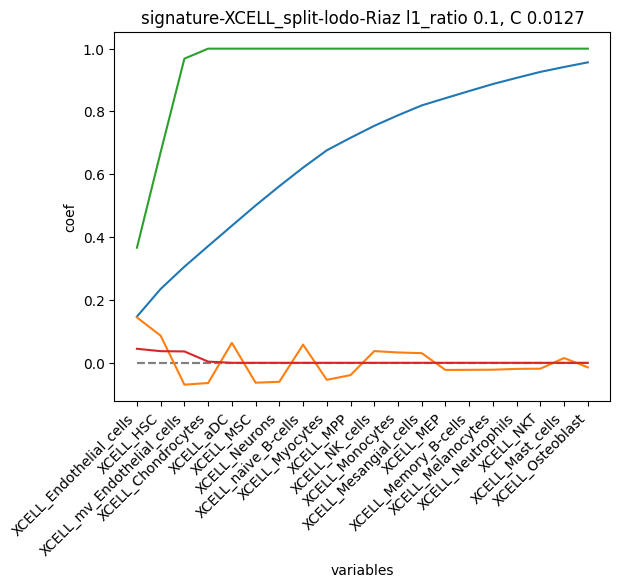 signature-XCELL_split-lodo-Riaz l1_ratio 0.1, C 0.0127
coef
1.0
0.8
0.6
0.4
0.2
0.0
XCELL_Endothelial_cells
XCELL_HSC
XCELL_mv_Endothelial_cells
XCELL_Chondrocytes
XCELL_aDC
XCELL_MSC
XCELL_Neurons
XCELL_naive_B-cells
XCELL_Myocytes
XCELL_MPP
XCELL_NK_cells
XCELL_Monocytes
XCELL_Mesangial_cells
XCELL_MEP
XCELL_Memory_B-cells
XCELL_Melanocytes
XCELL_Neutrophils
XCELL_NKT
XCELL_Mast_cells
XCELL_Osteoblast
variables